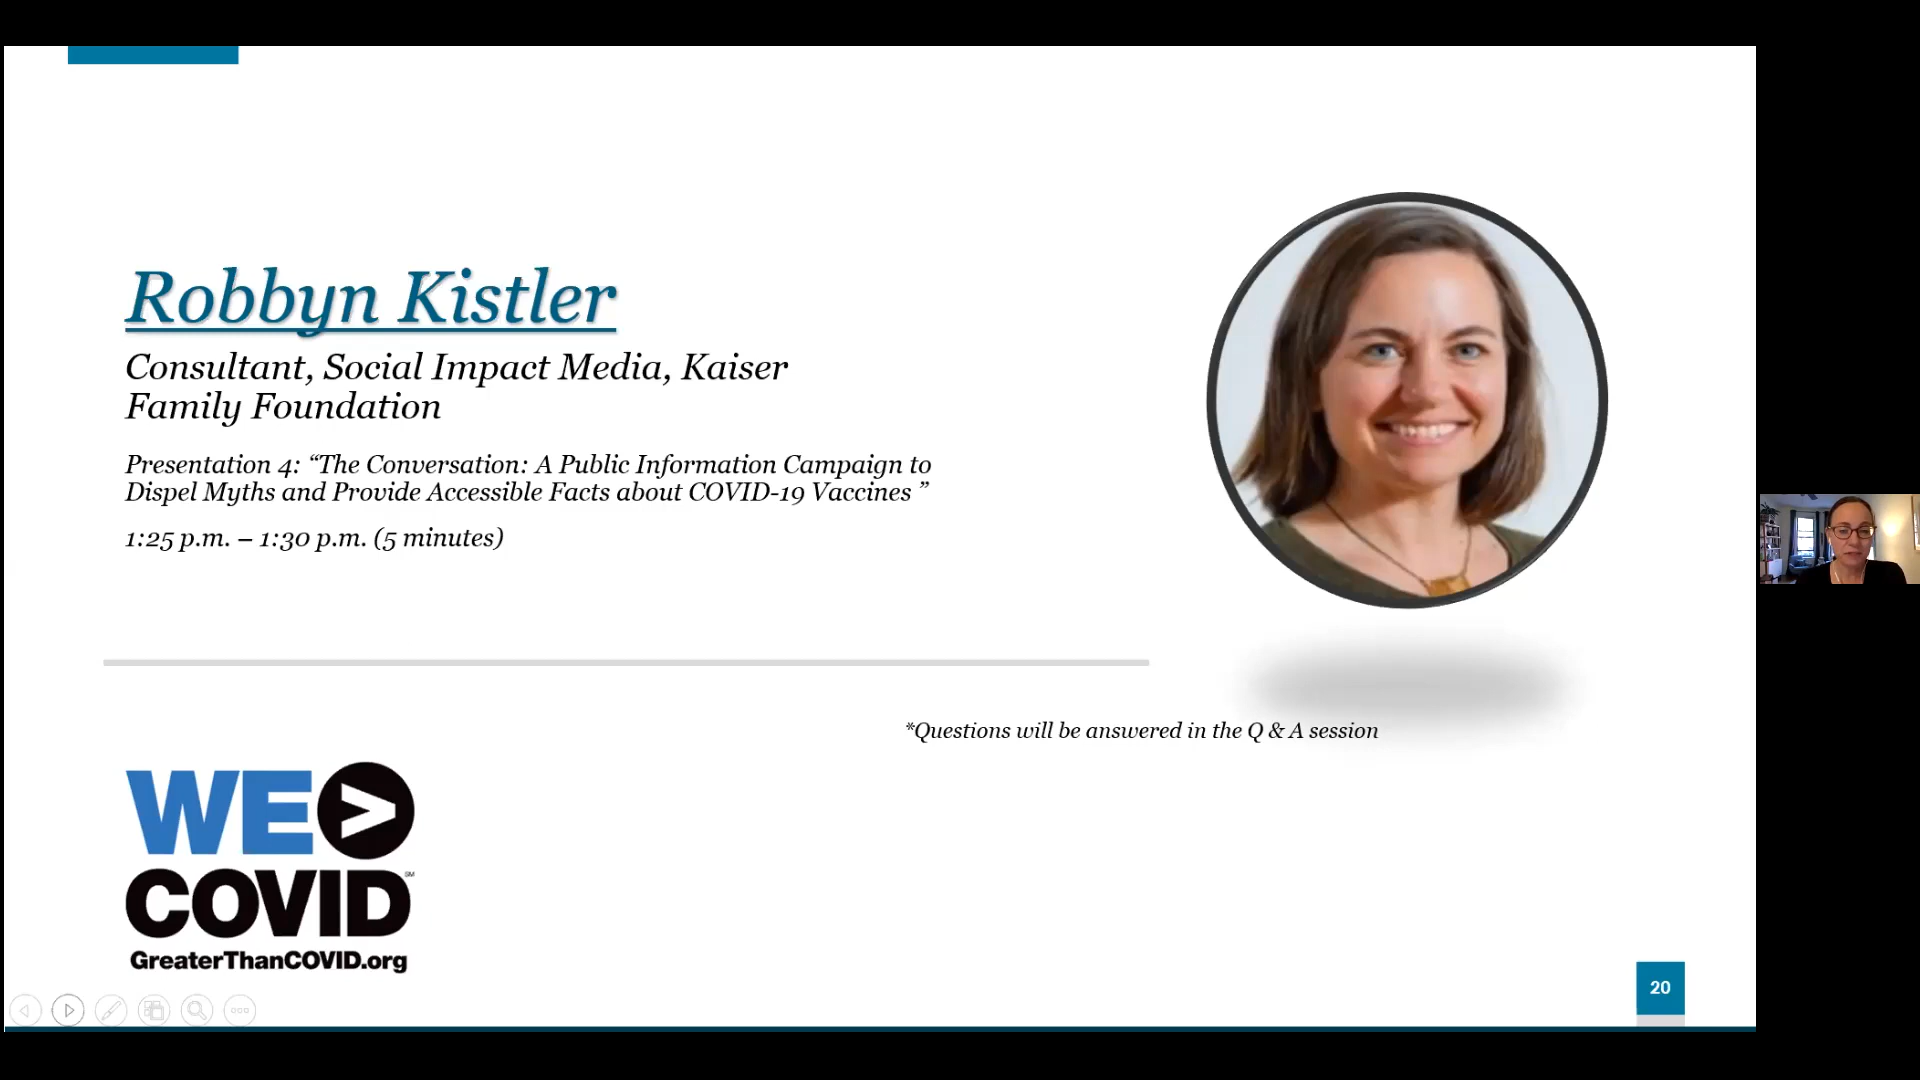 Robbyn Kistler
Consultant, Social Impact Media, Kaiser
Family Foundation
Presentation 4: “The Conversation: A Public Information Campaign to
Dispel Myths and Provide Accessible Facts about COVID-19 Vaccines ”
1:25 p.m. – 1:30 p.m. (5 minutes)
*Questions will be answered in the Q & A session
WE>
COVID℠
GreaterThanCOVID.org
20